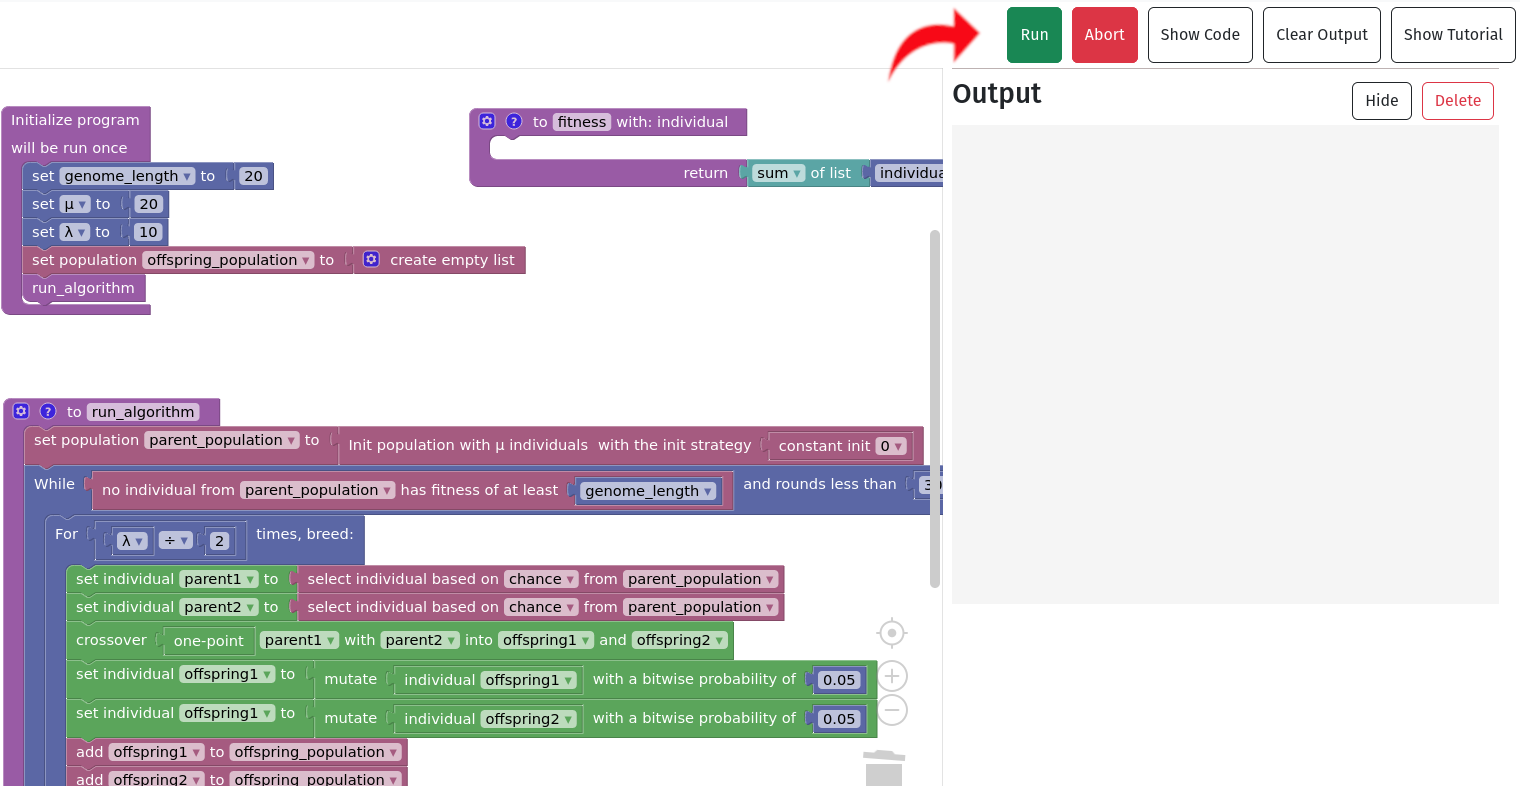 Run Abort Show Code Clear Output Show Tutorial
Output Hide Delete
Initialize program
will be run once
set genome_length to 20
set μ to 20
set λ to 10
set population offspring_population to create empty list
run_algorithm
? to fitness with: individual
return sum of list
? to run_algorithm
set population parent_population to Init population with μ individuals with the init strategy constant init 0
While no individual from parent_population has fitness of at least genome_length and rounds less than
For λ ÷ 2 times, breed:
set individual parent1 to select individual based on chance from parent_population
set individual parent2 to select individual based on chance from parent_population
crossover one-point parent1 with parent2 into offspring1 and offspring2
set individual offspring1 to mutate individual offspring1 with a bitwise probability of 0.05
set individual offspring1 to mutate individual offspring2 with a bitwise probability of 0.05
add offspring1 to offspring_population
add offspring2 to offspring_population